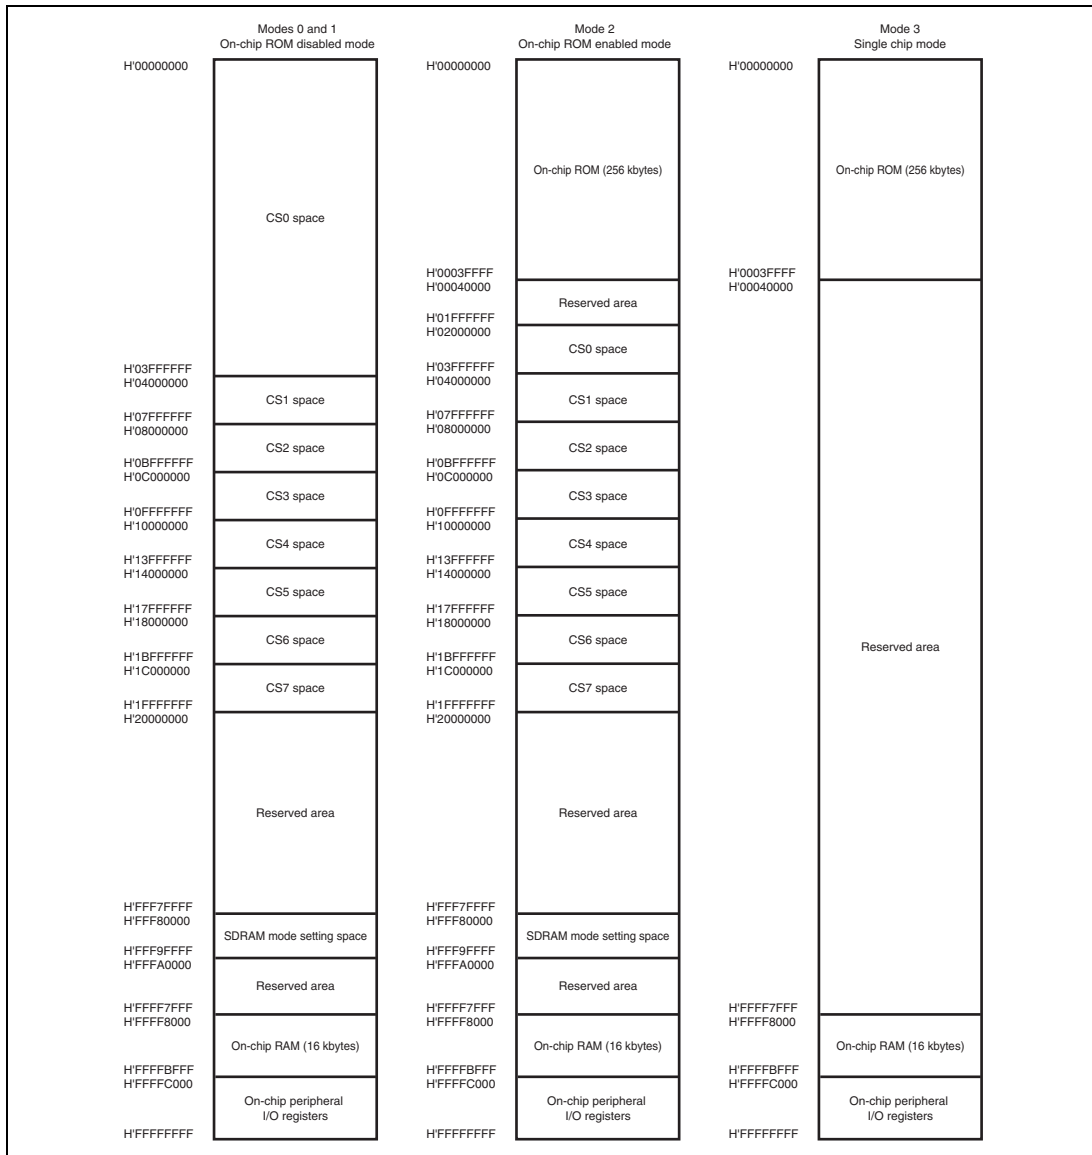 Modes 0 and 1
On-chip ROM disabled mode
H'00000000
CS0 space
H'03FFFFFF
H'04000000
CS1 space
H'07FFFFFF
H'08000000
CS2 space
H'0BFFFFFF
H'0C000000
CS3 space
H'0FFFFFFF
H'10000000
CS4 space
H'13FFFFFF
H'14000000
CS5 space
H'17FFFFFF
H'18000000
CS6 space
H'1BFFFFFF
H'1C000000
CS7 space
H'1FFFFFFF
H'20000000
Reserved area
H'FFF7FFFF
H'FFF80000
SDRAM mode setting space
H'FFF9FFFF
H'FFFA0000
Reserved area
H'FFFF7FFF
H'FFFF8000
On-chip RAM (16 kbytes)
H'FFFFBFFF
H'FFFFC000
On-chip peripheral
I/O registers
H'FFFFFFFF
Mode 2
On-chip ROM enabled mode
H'00000000
On-chip ROM (256 kbytes)
H'0003FFFF
H'00040000
Reserved area
H'01FFFFFF
H'02000000
CS0 space
H'03FFFFFF
H'04000000
CS1 space
H'07FFFFFF
H'08000000
CS2 space
H'0BFFFFFF
H'0C000000
CS3 space
H'0FFFFFFF
H'10000000
CS4 space
H'13FFFFFF
H'14000000
CS5 space
H'17FFFFFF
H'18000000
CS6 space
H'1BFFFFFF
H'1C000000
CS7 space
H'1FFFFFFF
H'20000000
Reserved area
H'FFF7FFFF
H'FFF80000
SDRAM mode setting space
H'FFF9FFFF
H'FFFA0000
Reserved area
H'FFFF7FFF
H'FFFF8000
On-chip RAM (16 kbytes)
H'FFFFBFFF
H'FFFFC000
On-chip peripheral
I/O registers
H'FFFFFFFF
Mode 3
Single chip mode
H'00000000
On-chip ROM (256 kbytes)
H'0003FFFF
H'00040000
Reserved area
H'FFFF7FFF
H'FFFF8000
On-chip RAM (16 kbytes)
H'FFFFBFFF
H'FFFFC000
On-chip peripheral
I/O registers
H'FFFFFFFF